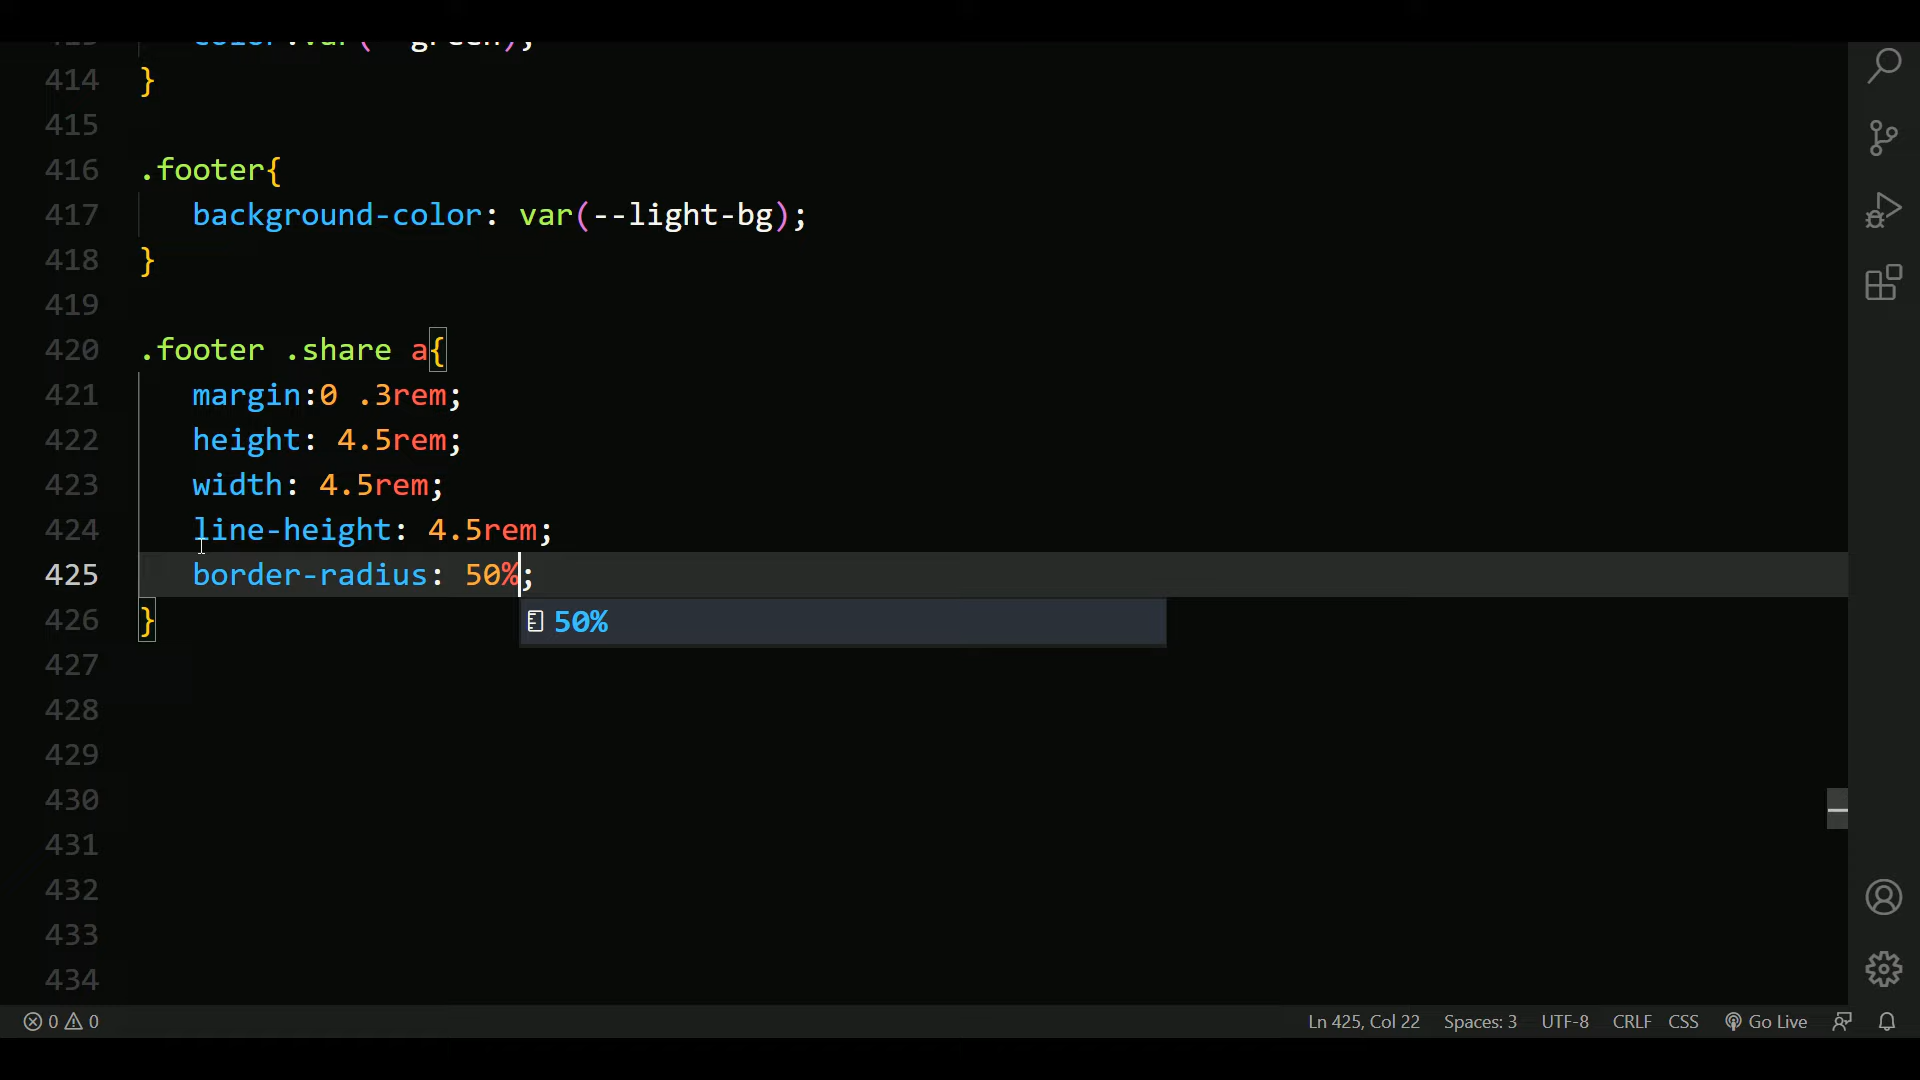 414 }
415
416 .footer{
417 background-color: var(--light-bg);
418 }
419
420 .footer .share a{
421 margin:0 .3rem;
422 height: 4.5rem;
423 width: 4.5rem;
424 line-height: 4.5rem;
425 border-radius: 50%;
426 }
50%
427
428
429
430
431
432
433
434
0 0 Ln 425, Col 22 Spaces: 3 UTF-8 CRLF CSS Go Live